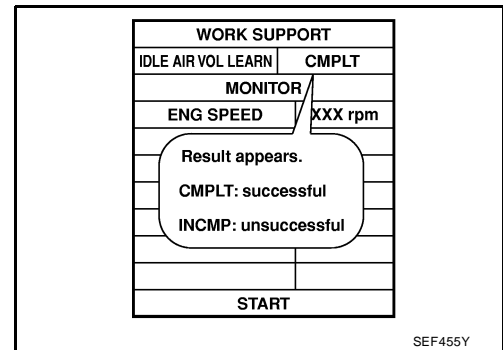 WORK SUPPORT
IDLE AIR VOL LEARN CMPLT
MONITOR
ENG SPEED XXX rpm
Result appears.
CMPLT: successful
INCMP: unsuccessful
START
SEF455Y